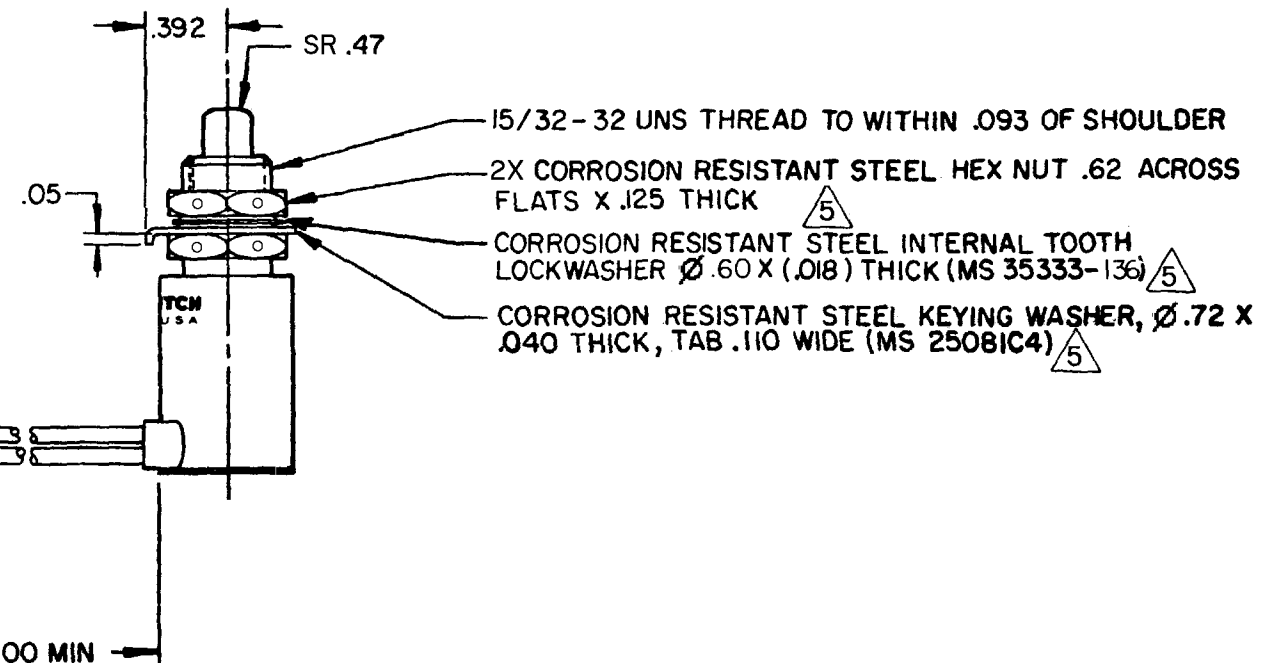 .392
SR .47
15/32-32 UNS THREAD TO WITHIN .093 OF SHOULDER
2X CORROSION RESISTANT STEEL HEX NUT .62 ACROSS
FLATS X .125 THICK 5
.05
CORROSION RESISTANT STEEL INTERNAL TOOTH
LOCKWASHER Ø .60 X (.018) THICK (MS 35333-136) 5
CORROSION RESISTANT STEEL KEYING WASHER, Ø .72 X
.040 THICK, TAB .110 WIDE (MS 25081C4) 5
TCH
USA
00 MIN